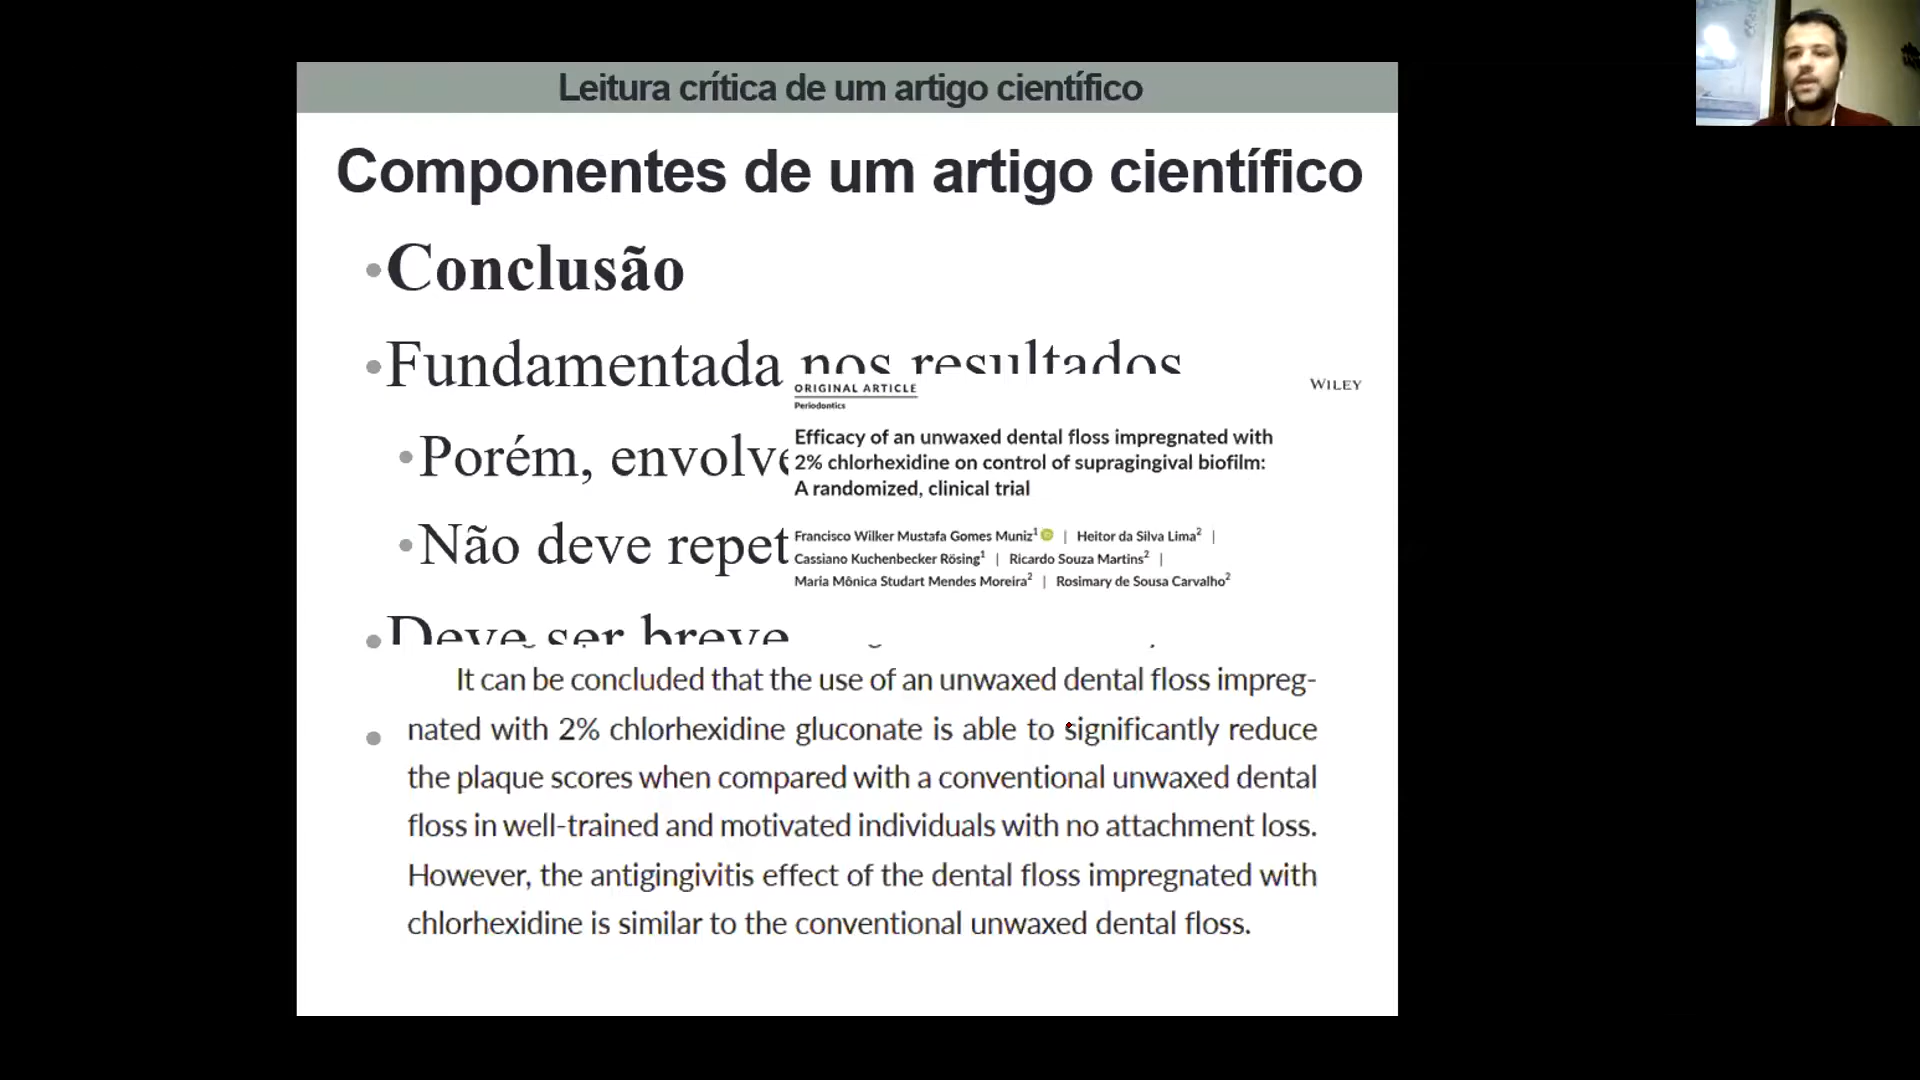 Leitura crítica de um artigo científico
Componentes de um artigo científico
•Conclusão
•Fundamentada nos resultados
•Porém, envolve
•Não deve repet
•Deve ser breve
ORIGINAL ARTICLE
WILEY
Periodontics
Efficacy of an unwaxed dental floss impregnated with
2% chlorhexidine on control of supragingival biofilm:
A randomized, clinical trial
Francisco Wilker Mustafa Gomes Muniz1 | Heitor da Silva Lima2 |
Cassiano Kuchenbecker Rösing1 | Ricardo Souza Martins2 |
Maria Mônica Studart Mendes Moreira2 | Rosimary de Sousa Carvalho2
It can be concluded that the use of an unwaxed dental floss impreg-
nated with 2% chlorhexidine gluconate is able to significantly reduce
the plaque scores when compared with a conventional unwaxed dental
floss in well-trained and motivated individuals with no attachment loss.
However, the antigingivitis effect of the dental floss impregnated with
chlorhexidine is similar to the conventional unwaxed dental floss.